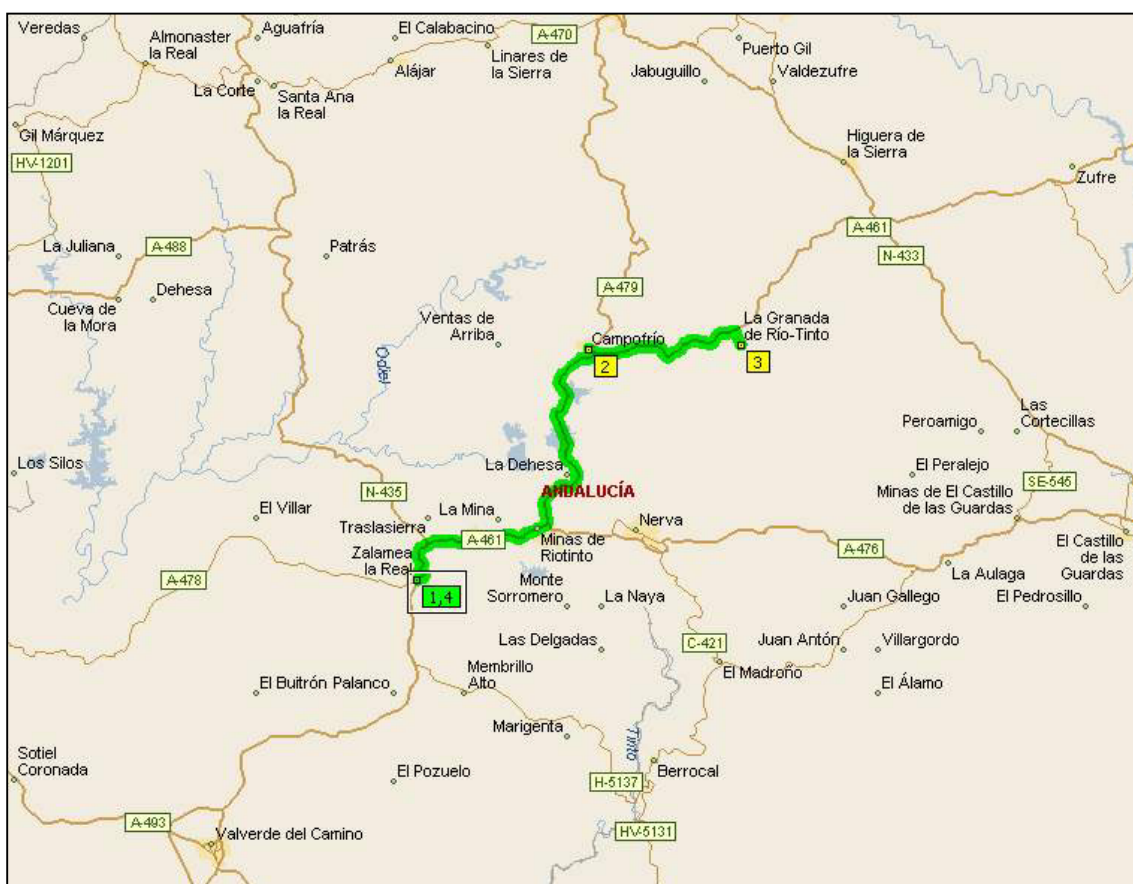 Veredas
Almonaster
la Real
Aguafría
El Calabacino
A-470
Linares de
la Sierra
Puerto Gil
Jabuguillo
Valdezufre
La Corte
Alájar
Santa Ana
la Real
Gil Márquez
HV-1201
Higuera de
la Sierra
Zufre
La Juliana
A-488
Patrás
A-461
N-433
Dehesa
Cueva de
la Mora
A-479
Ventas de
Arriba
Campofrío
La Granada
de Río-Tinto
Odiel
2
3
Las
Cortecillas
Peroamigo
Los Silos
La Dehesa
El Peralejo
ANDALUCÍA
N-435
SE-545
El Villar
La Mina
Minas de El Castillo
de las Guardas
Traslasierra
Nerva
A-461
Minas de
Riotinto
Zalamea
la Real
A-476
El Castillo
de las
Guardas
A-478
1,4
Monte
Sorromero
La Naya
La Aulaga
Juan Gallego
El Pedrosillo
Las Delgadas
C-421
Juan Antón
Villargordo
El Madroño
El Buitrón Palanco
Membrillo
Alto
El Álamo
Marigenta
Tinto
Sotiel
Coronada
El Pozuelo
Berrocal
H-5137
A-493
Valverde del Camino
HV-5131